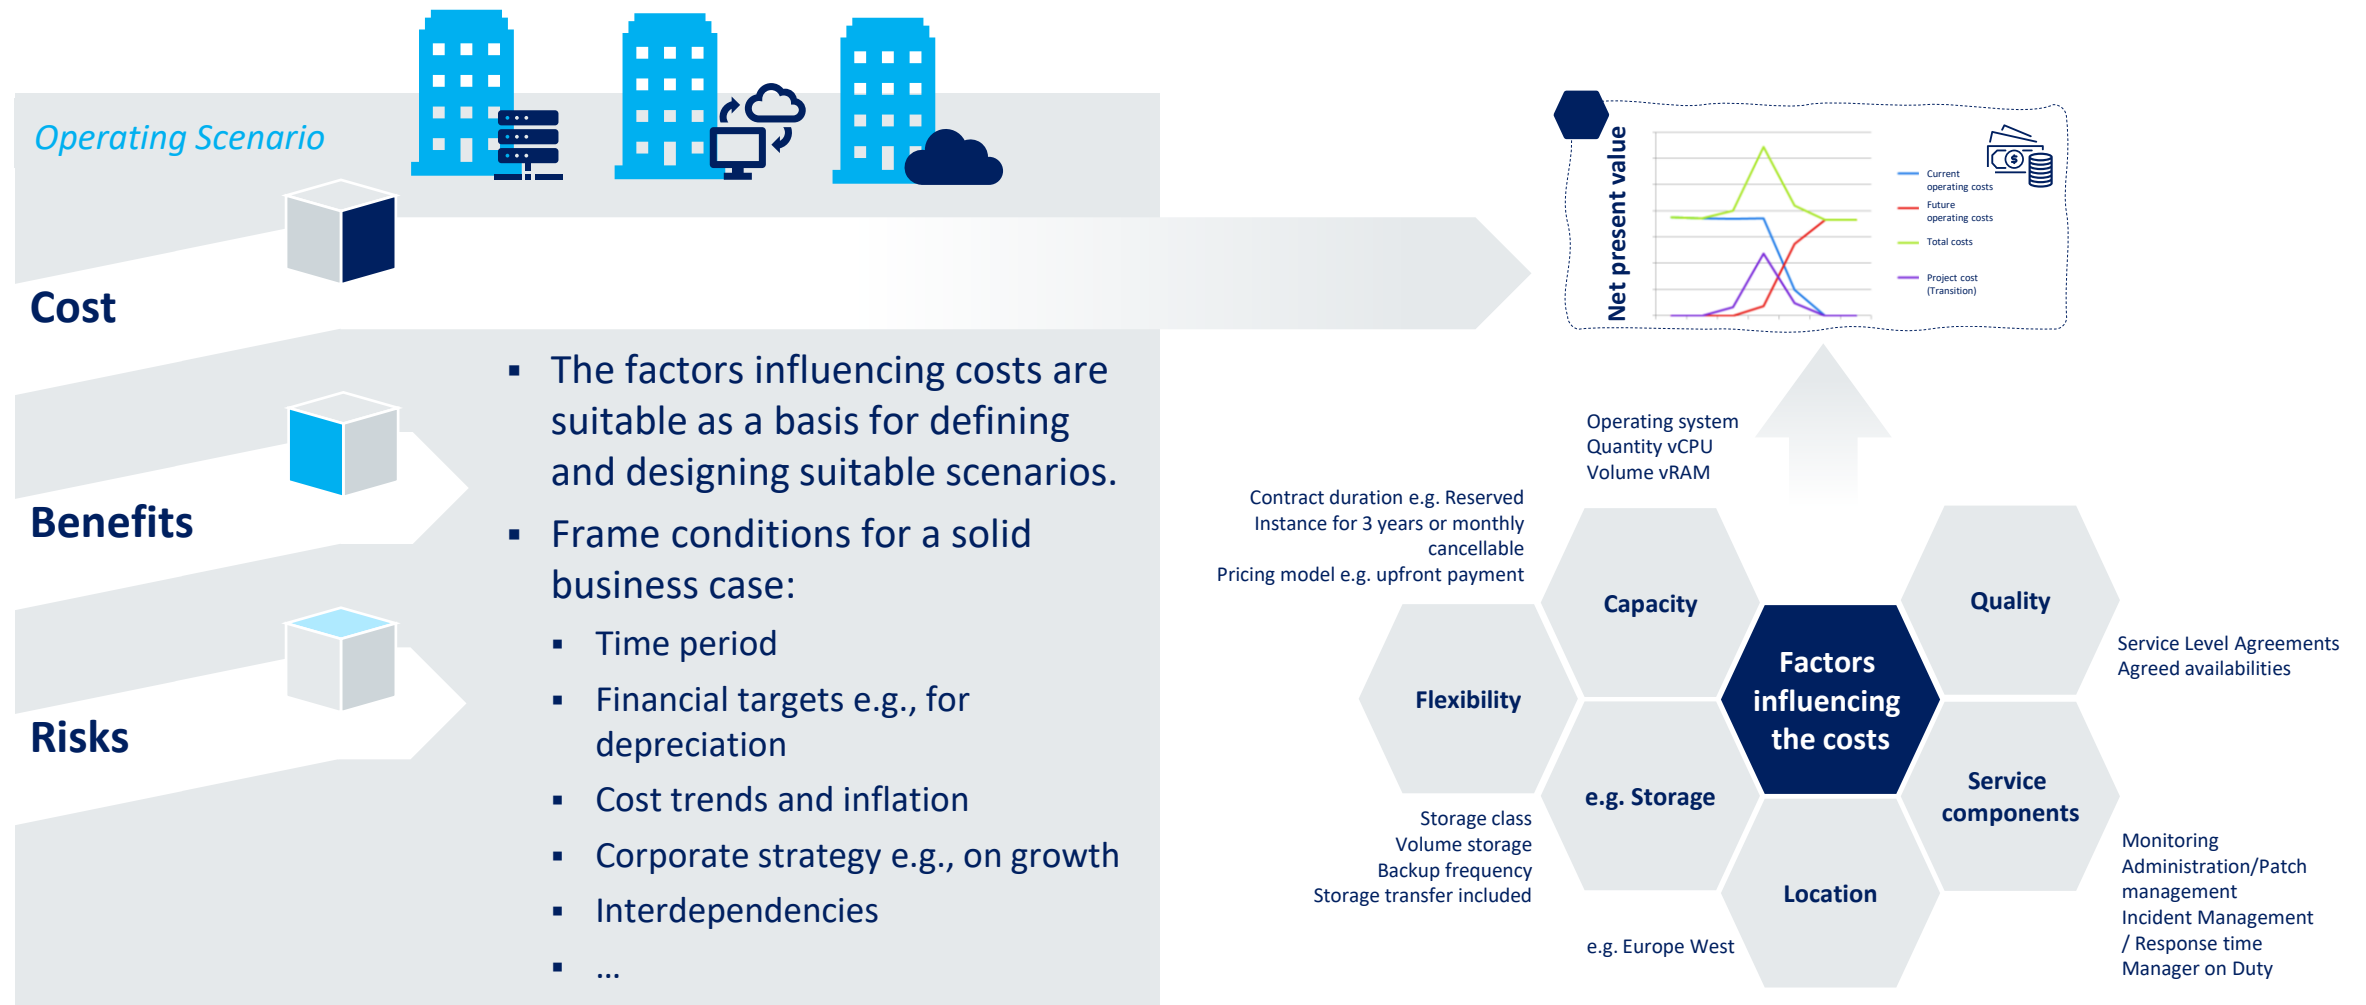 Operating Scenario
Cost
Benefits
Risks
▪ The factors influencing costs are
suitable as a basis for defining
and designing suitable scenarios.
▪ Frame conditions for a solid
business case:
▪ Time period
▪ Financial targets e.g., for
depreciation
▪ Cost trends and inflation
▪ Corporate strategy e.g., on growth
▪ Interdependencies
▪ ...
Net present value
Current
operating costs
Future
operating costs
Total costs
Project cost
(Transition)
Operating system
Quantity vCPU
Volume vRAM
Contract duration e.g. Reserved
Instance for 3 years or monthly
cancellable
Pricing model e.g. upfront payment
Capacity
Quality
Service Level Agreements
Agreed availabilities
Flexibility
Factors
influencing
the costs
e.g. Storage
Service
components
Storage class
Volume storage
Backup frequency
Storage transfer included
Location
e.g. Europe West
Monitoring
Administration/Patch
management
Incident Management
/ Response time
Manager on Duty